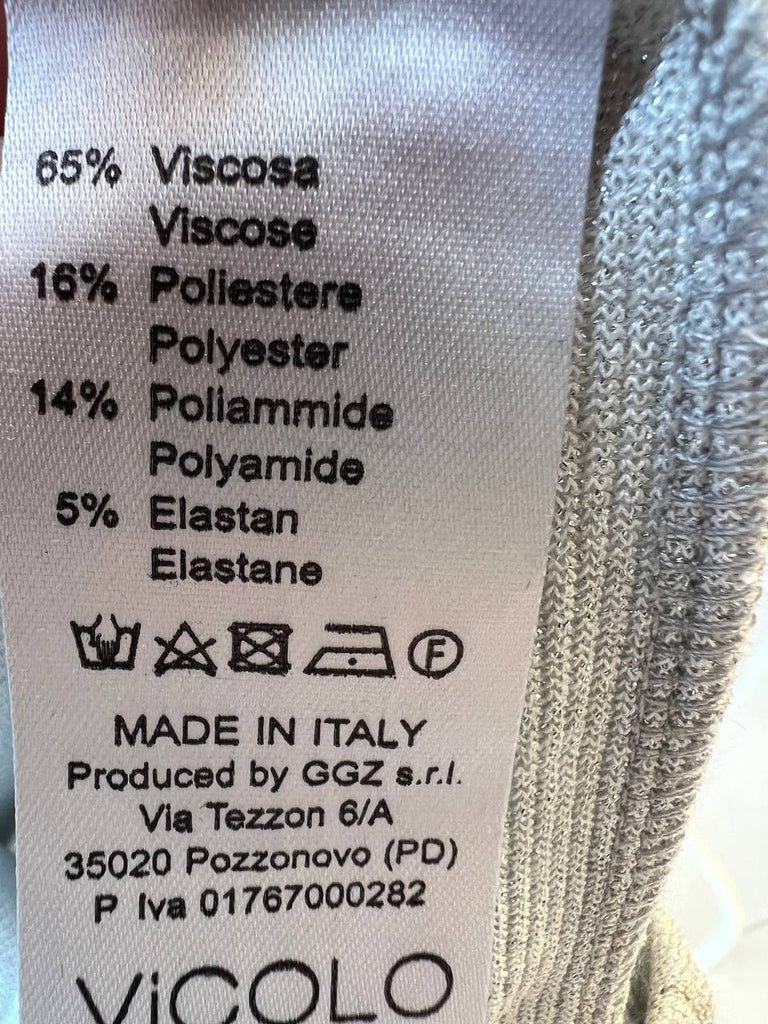 65% Viscosa
Viscose
16% Poliestere
Polyester
14% Poliammide
Polyamide
5% Elastan
Elastane
F
MADE IN ITALY
Produced by GGZ s.r.l.
Via Tezzon 6/A
35020 Pozzonovo (PD)
P Iva 01767000282
ViCOLO